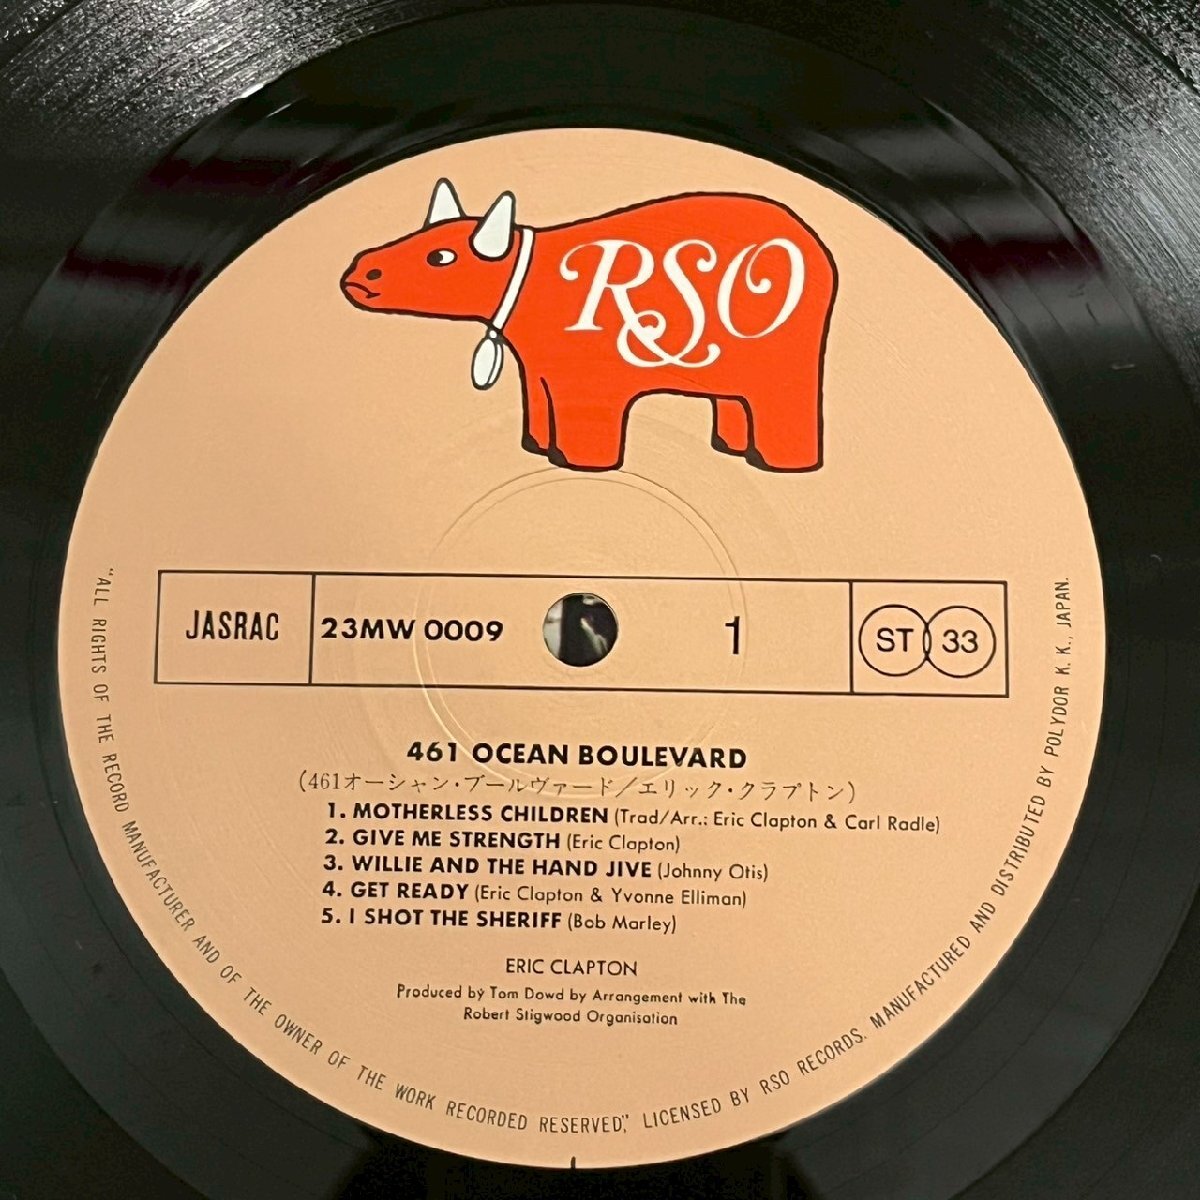 RSO
JASRAC
23MW 0009
1
ST 33
461 OCEAN BOULEVARD
(461オーシャン・ブールヴァード/エリック・クラプトン)
1. MOTHERLESS CHILDREN (Trad/Arr.: Eric Clapton & Carl Radle)
2. GIVE ME STRENGTH (Eric Clapton)
3. WILLIE AND THE HAND JIVE (Johnny Otis)
4. GET READY (Eric Clapton & Yvonne Elliman)
5. I SHOT THE SHERIFF (Bob Marley)
ERIC CLAPTON
Produced by Tom Dowd by Arrangement with The
Robert Stigwood Organisation
"ALL RIGHTS OF THE RECORD MANUFACTURER AND OF THE OWNER OF THE WORK RECORDED RESERVED," LICENSED BY RSO RECORDS. MANUFACTURED AND DISTRIBUTED BY POLYDOR K. K., JAPAN.